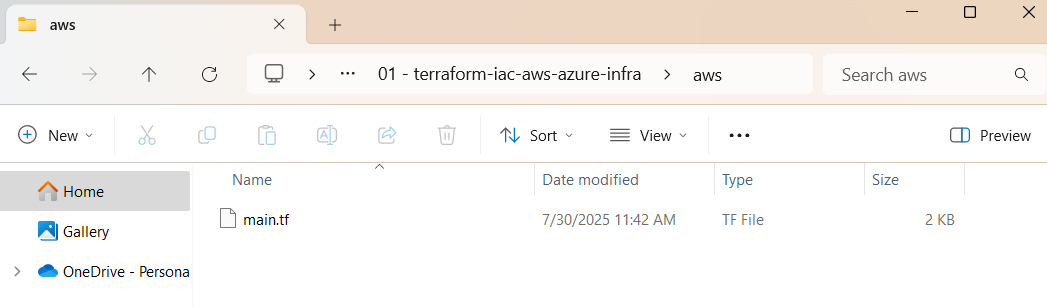 aws
01 - terraform-iac-aws-azure-infra > aws
Search aws
New Sort View Preview
Name Date modified Type Size
Home
main.tf 7/30/2025 11:42 AM TF File 2 KB
Gallery
OneDrive - Persona